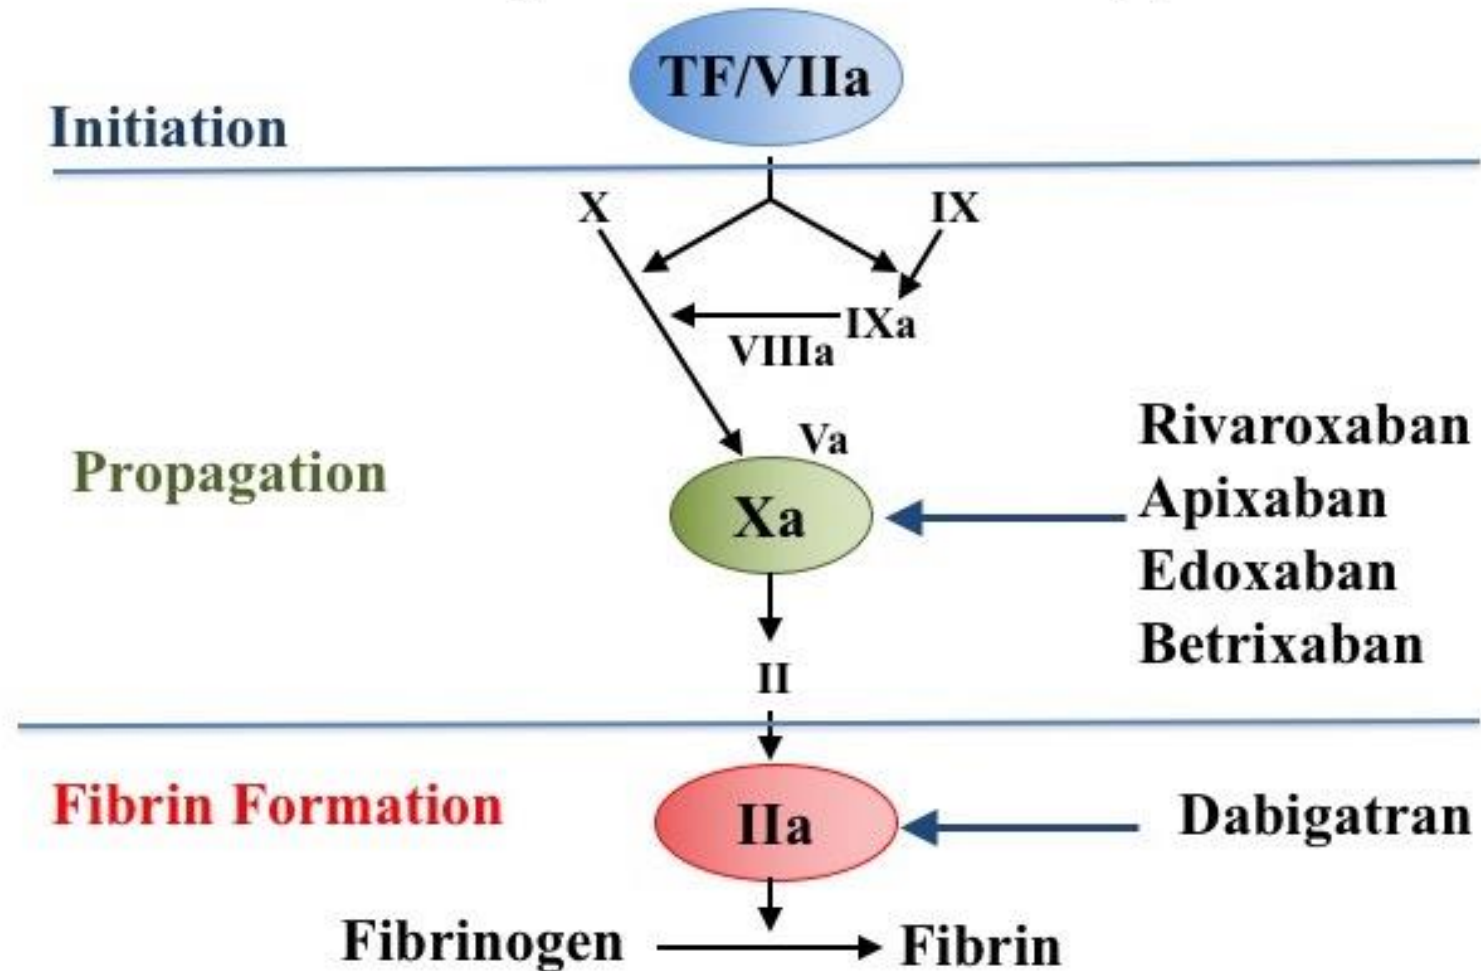 TF/VIIa
Initiation
X
IX
IXa
VIIIa
Va
Propagation
Xa
Rivaroxaban
Apixaban
Edoxaban
Betrixaban
II
Fibrin Formation
IIa
Dabigatran
Fibrinogen
Fibrin